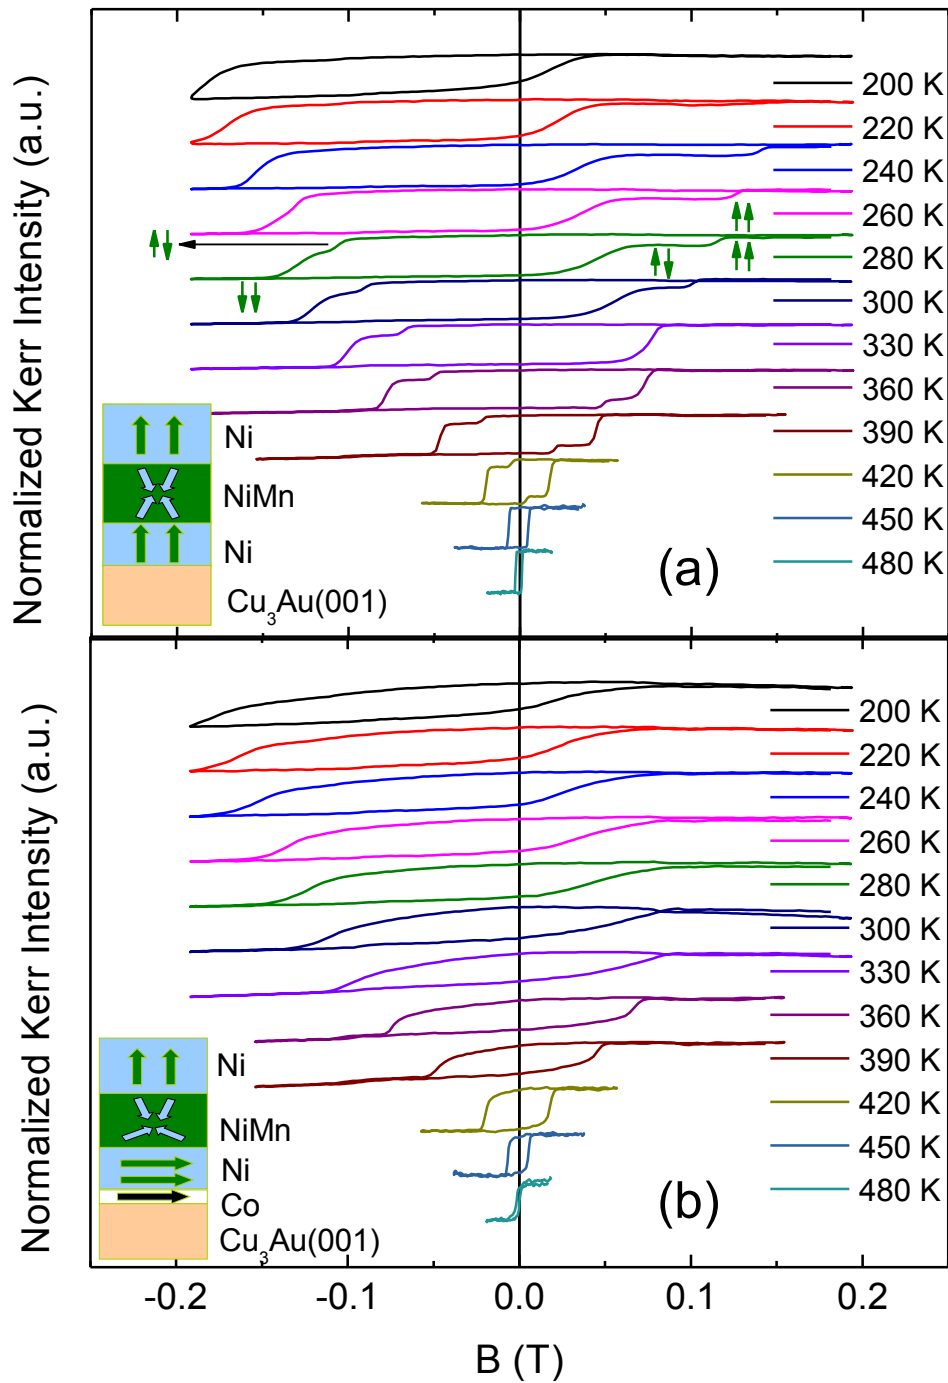 Normalized Kerr Intensity (a.u.)
200 K
220 K
240 K
260 K
280 K
300 K
330 K
360 K
390 K
420 K
450 K
480 K
Ni
NiMn
Ni
Cu3Au(001)
(a)
Normalized Kerr Intensity (a.u.)
200 K
220 K
240 K
260 K
280 K
300 K
330 K
360 K
390 K
420 K
450 K
480 K
Ni
NiMn
Ni
Co
Cu3Au(001)
(b)
-0.2 -0.1 0.0 0.1 0.2
B (T)